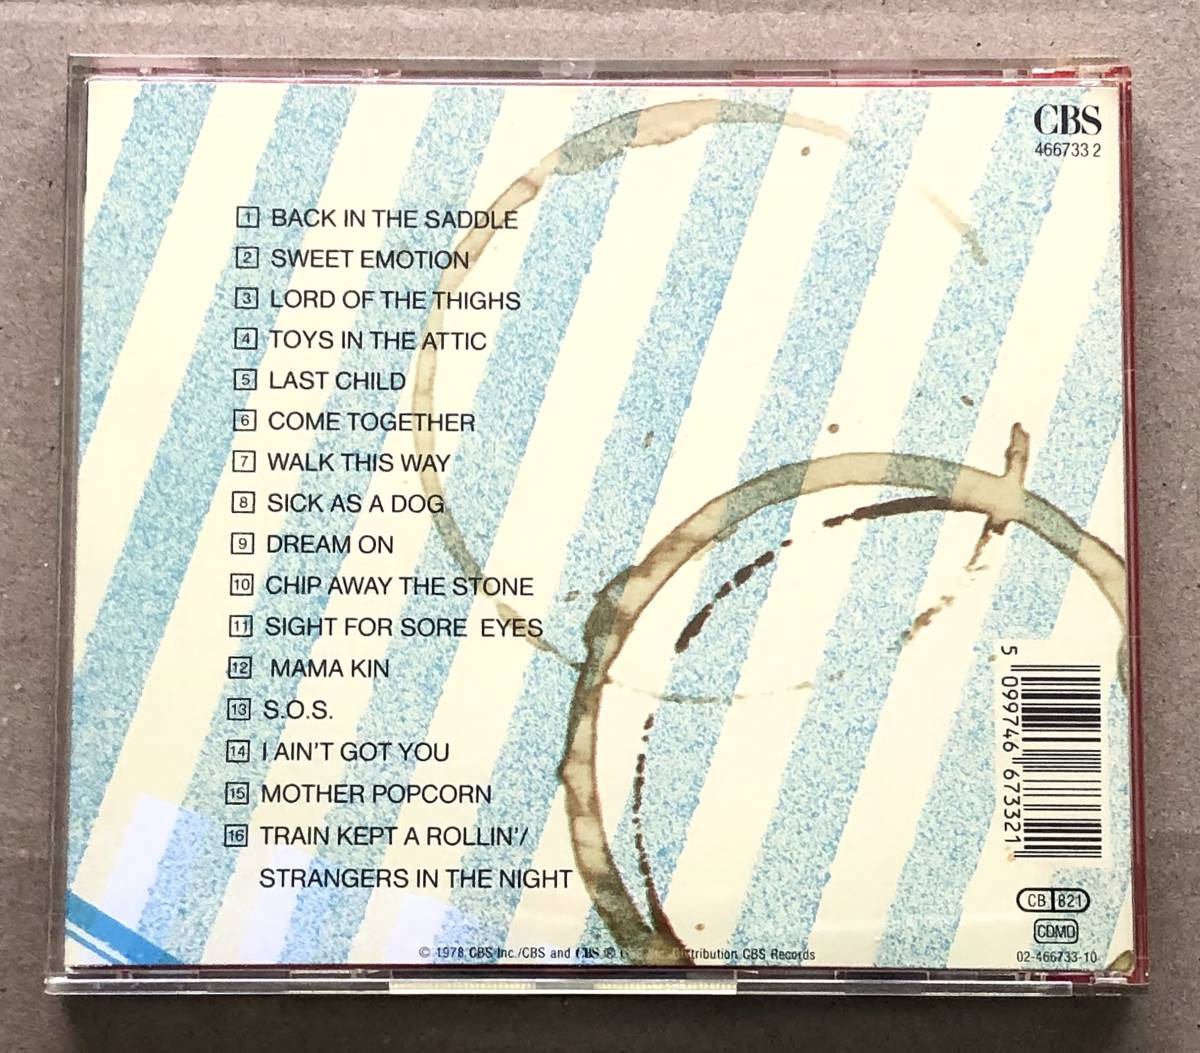 CBS
466733 2
1 BACK IN THE SADDLE
2 SWEET EMOTION
3 LORD OF THE THIGHS
4 TOYS IN THE ATTIC
5 LAST CHILD
6 COME TOGETHER
7 WALK THIS WAY
8 SICK AS A DOG
9 DREAM ON
10 CHIP AWAY THE STONE
11 SIGHT FOR SORE EYES
12 MAMA KIN
13 S.O.S.
14 I AIN'T GOT YOU
15 MOTHER POPCORN
16 TRAIN KEPT A ROLLIN'/
STRANGERS IN THE NIGHT
5 099746 673321
CB 821
CDMD
02-466733-10
© 1978 CBS Inc./CBS and CBS ® CBS Records